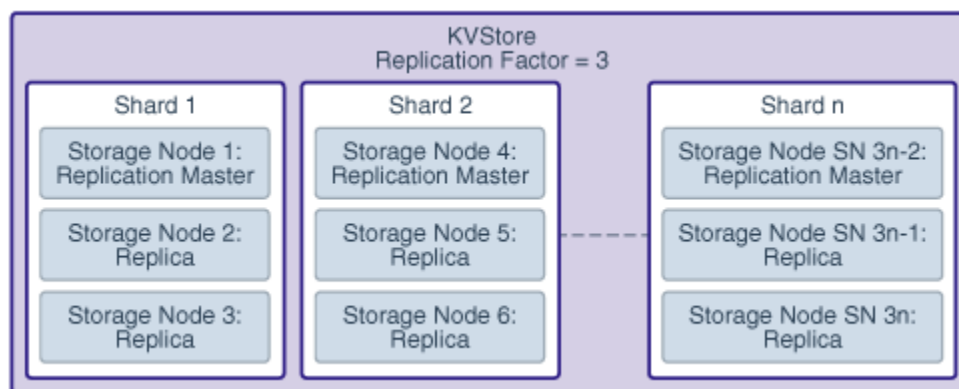 KVStore
Replication Factor = 3
Shard 1
Storage Node 1:
Replication Master
Storage Node 2:
Replica
Storage Node 3:
Replica
Shard 2
Storage Node 4:
Replication Master
Storage Node 5:
Replica
Storage Node 6:
Replica
Shard n
Storage Node SN 3n-2:
Replication Master
Storage Node SN 3n-1:
Replica
Storage Node SN 3n:
Replica